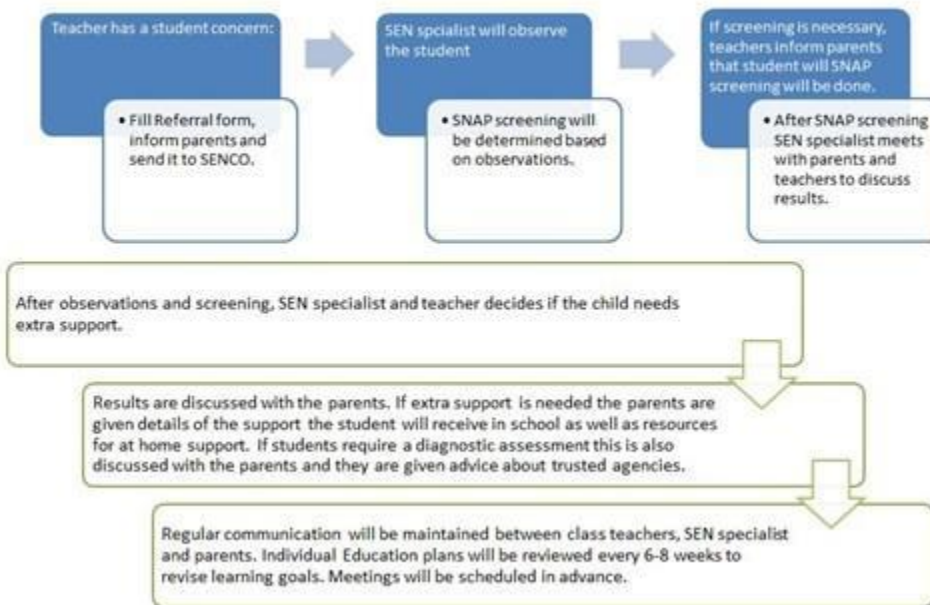 Teacher has a student concern:
• Fill Referral form,
inform parents and
send it to SENCO.
SEN spcialist will observe
the student
• SNAP screening will
be determined based
on observations.
If screening is necessary,
teachers inform parents
that student will SNAP
screening will be done.
• After SNAP screening
SEN specialist meets
with parents and
teachers to discuss
results.
After observations and screening, SEN specialist and teacher decides if the child needs
extra support.
Results are discussed with the parents. If extra support is needed the parents are
given details of the support the student will receive in school as well as resources
for at home support. If students require a diagnostic assessment this is also
discussed with the parents and they are given advice about trusted agencies.
Regular communication will be maintained between class teachers, SEN specialist
and parents. Individual Education plans will be reviewed every 6-8 weeks to
revise learning goals. Meetings will be scheduled in advance.